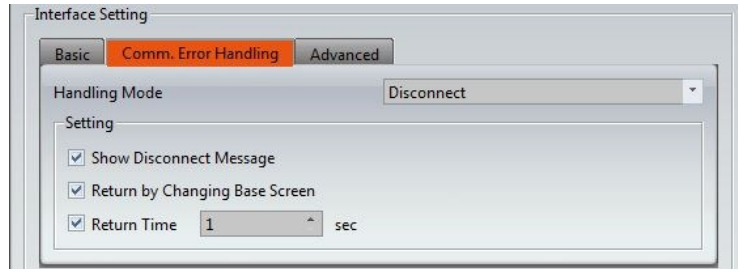 Interface Setting
Basic Comm. Error Handling Advanced
Handling Mode Disconnect
Setting
Show Disconnect Message
Return by Changing Base Screen
Return Time 1 sec